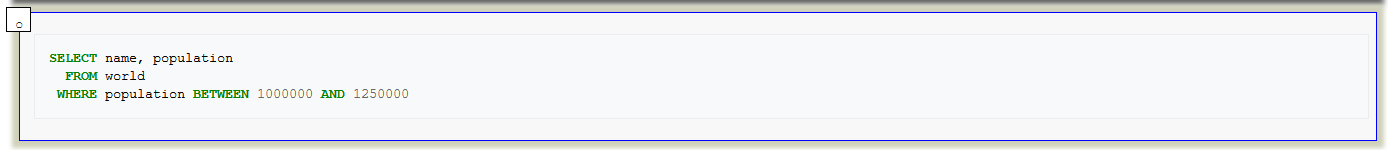 SELECT name, population
FROM world
WHERE population BETWEEN 1000000 AND 1250000